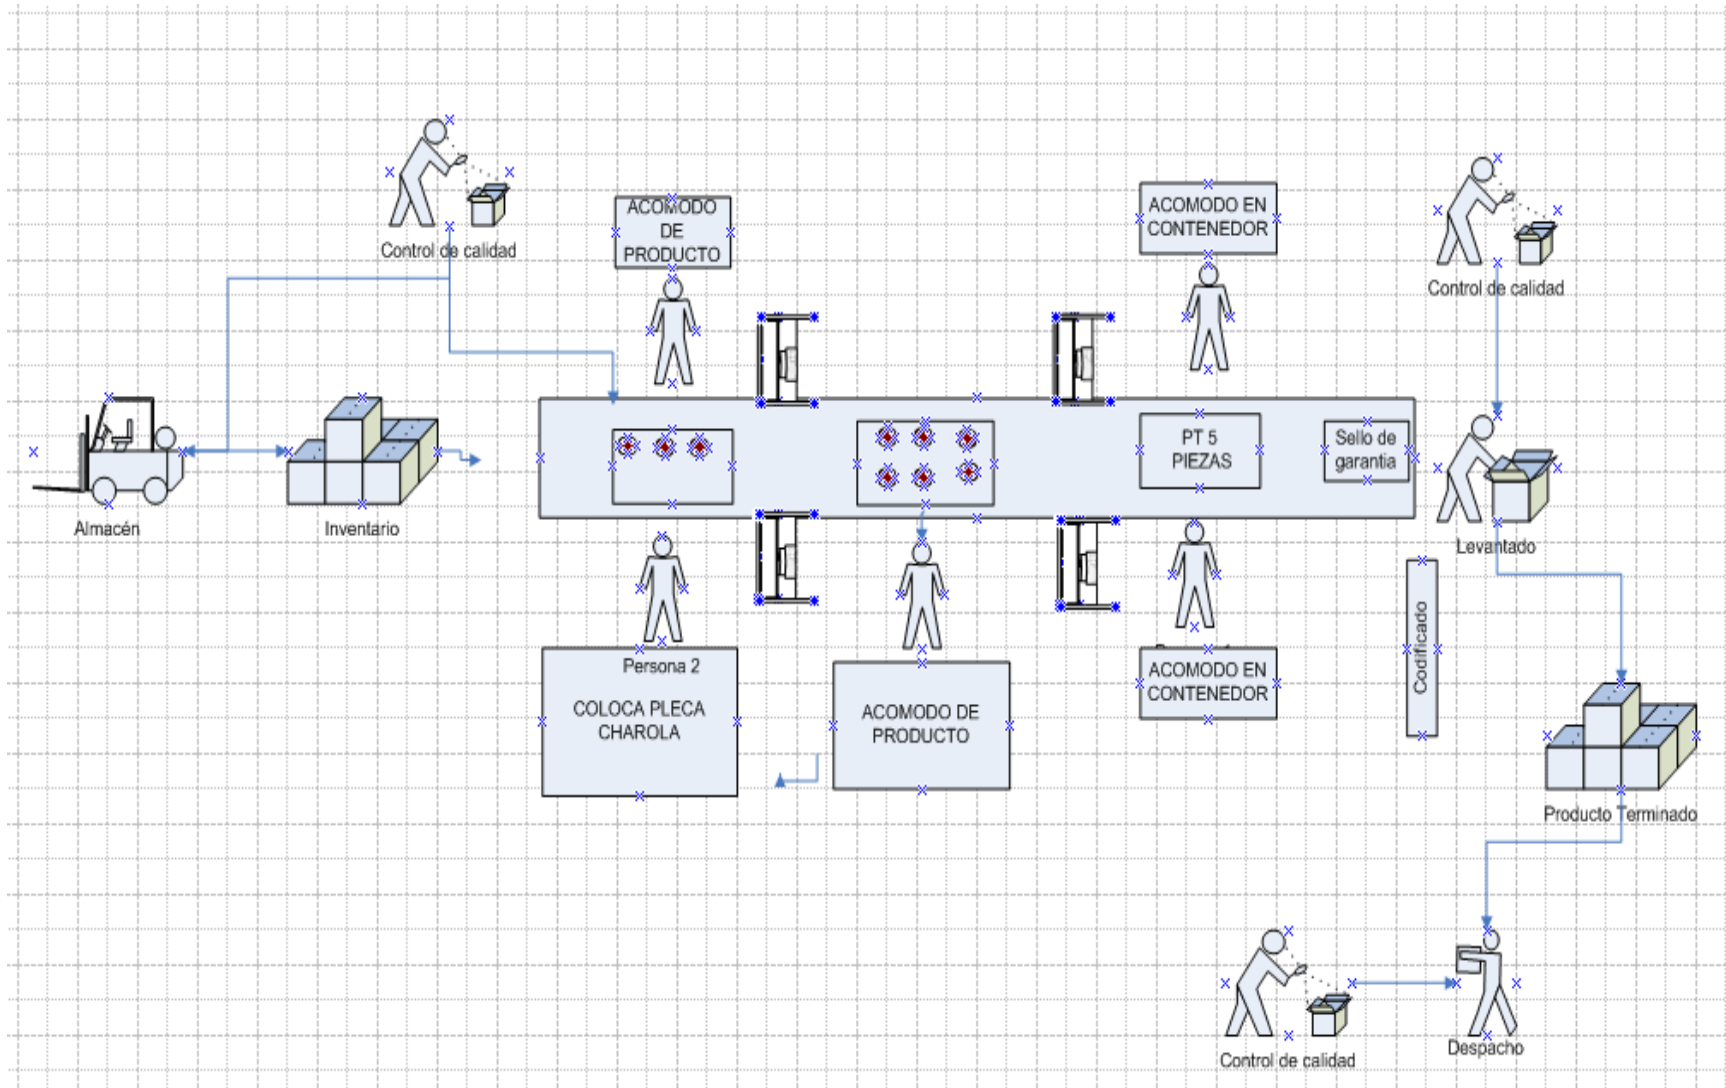 Control de calidad
ACOMODO
DE
PRODUCTO
ACOMODO EN
CONTENEDOR
Control de calidad
Almacén
Inventario
PT 5
PIEZAS
Sello de
garantia
Levantado
Persona 2
COLOCA PLECA
CHAROLA
ACOMODO DE
PRODUCTO
ACOMODO EN
CONTENEDOR
Codificado
Producto Terminado
Control de calidad
Despacho